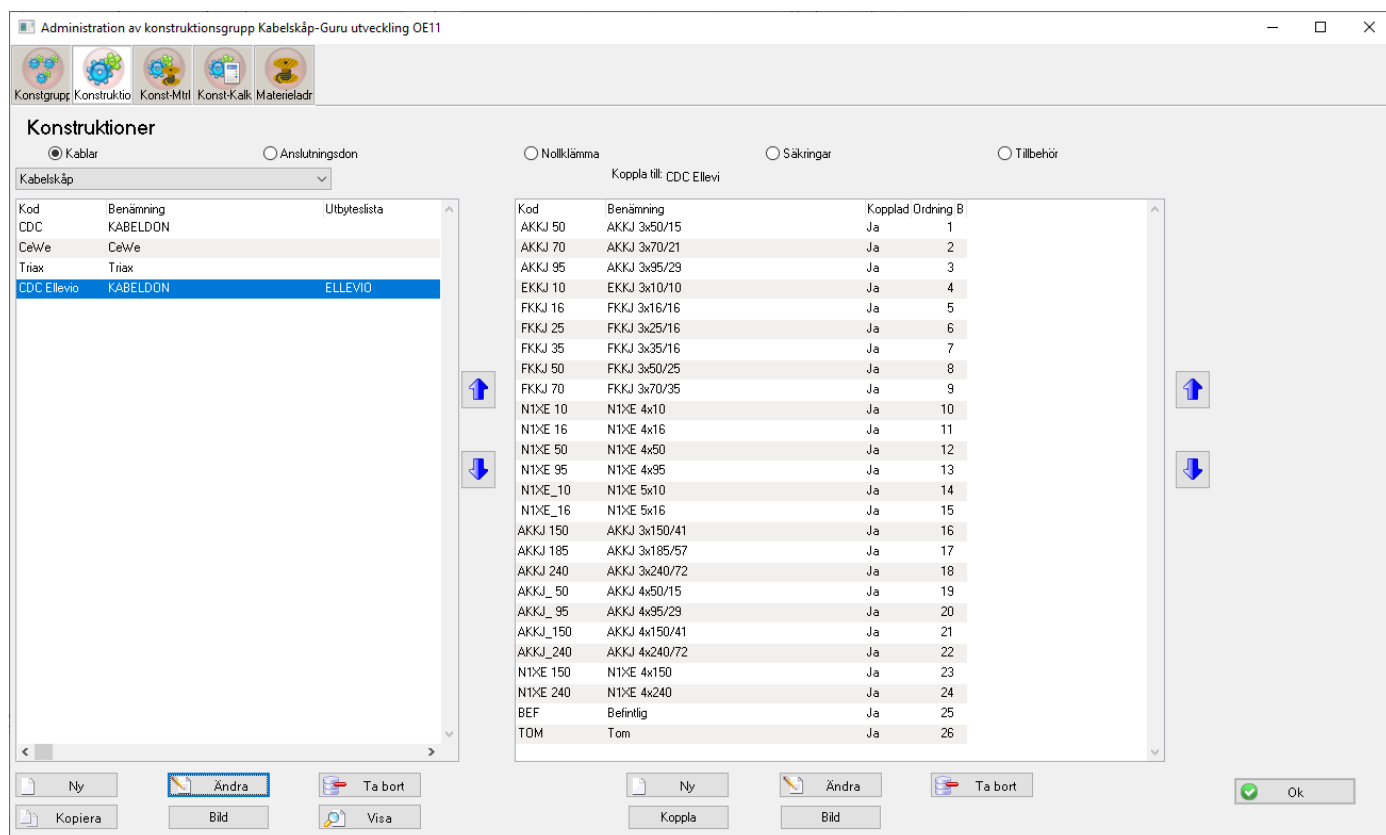 Administration av konstruktionsgrupp Kabelskåp-Guru utveckling OE11
Konstgrupp Konstruktio Konst-Mtrl Konst-Kalk Materieladr
Konstruktioner
Kablar Anslutningsdon Nollklämma Säkringar Tillbehör
Kabelskåp
Koppla till: CDC Ellevi
Kod Benämning Utbyteslista
CDC KABELDON
CeWe CeWe
Triax Triax
CDC Ellevio KABELDON ELLEVIO
Kod Benämning Kopplad Ordning B
AKKJ 50 AKKJ 3x50/15 Ja 1
AKKJ 70 AKKJ 3x70/21 Ja 2
AKKJ 95 AKKJ 3x95/29 Ja 3
EKKJ 10 EKKJ 3x10/10 Ja 4
FKKJ 16 FKKJ 3x16/16 Ja 5
FKKJ 25 FKKJ 3x25/16 Ja 6
FKKJ 35 FKKJ 3x35/16 Ja 7
FKKJ 50 FKKJ 3x50/25 Ja 8
FKKJ 70 FKKJ 3x70/35 Ja 9
N1XE 10 N1XE 4x10 Ja 10
N1XE 16 N1XE 4x16 Ja 11
N1XE 50 N1XE 4x50 Ja 12
N1XE 95 N1XE 4x95 Ja 13
N1XE_10 N1XE 5x10 Ja 14
N1XE_16 N1XE 5x16 Ja 15
AKKJ 150 AKKJ 3x150/41 Ja 16
AKKJ 185 AKKJ 3x185/57 Ja 17
AKKJ 240 AKKJ 3x240/72 Ja 18
AKKJ_ 50 AKKJ 4x50/15 Ja 19
AKKJ_ 95 AKKJ 4x95/29 Ja 20
AKKJ_150 AKKJ 4x150/41 Ja 21
AKKJ_240 AKKJ 4x240/72 Ja 22
N1XE 150 N1XE 4x150 Ja 23
N1XE 240 N1XE 4x240 Ja 24
BEF Befintlig Ja 25
TOM Tom Ja 26
Ny Ändra Ta bort
Kopiera Bild Visa
Ny Ändra Ta bort
Koppla Bild
Ok